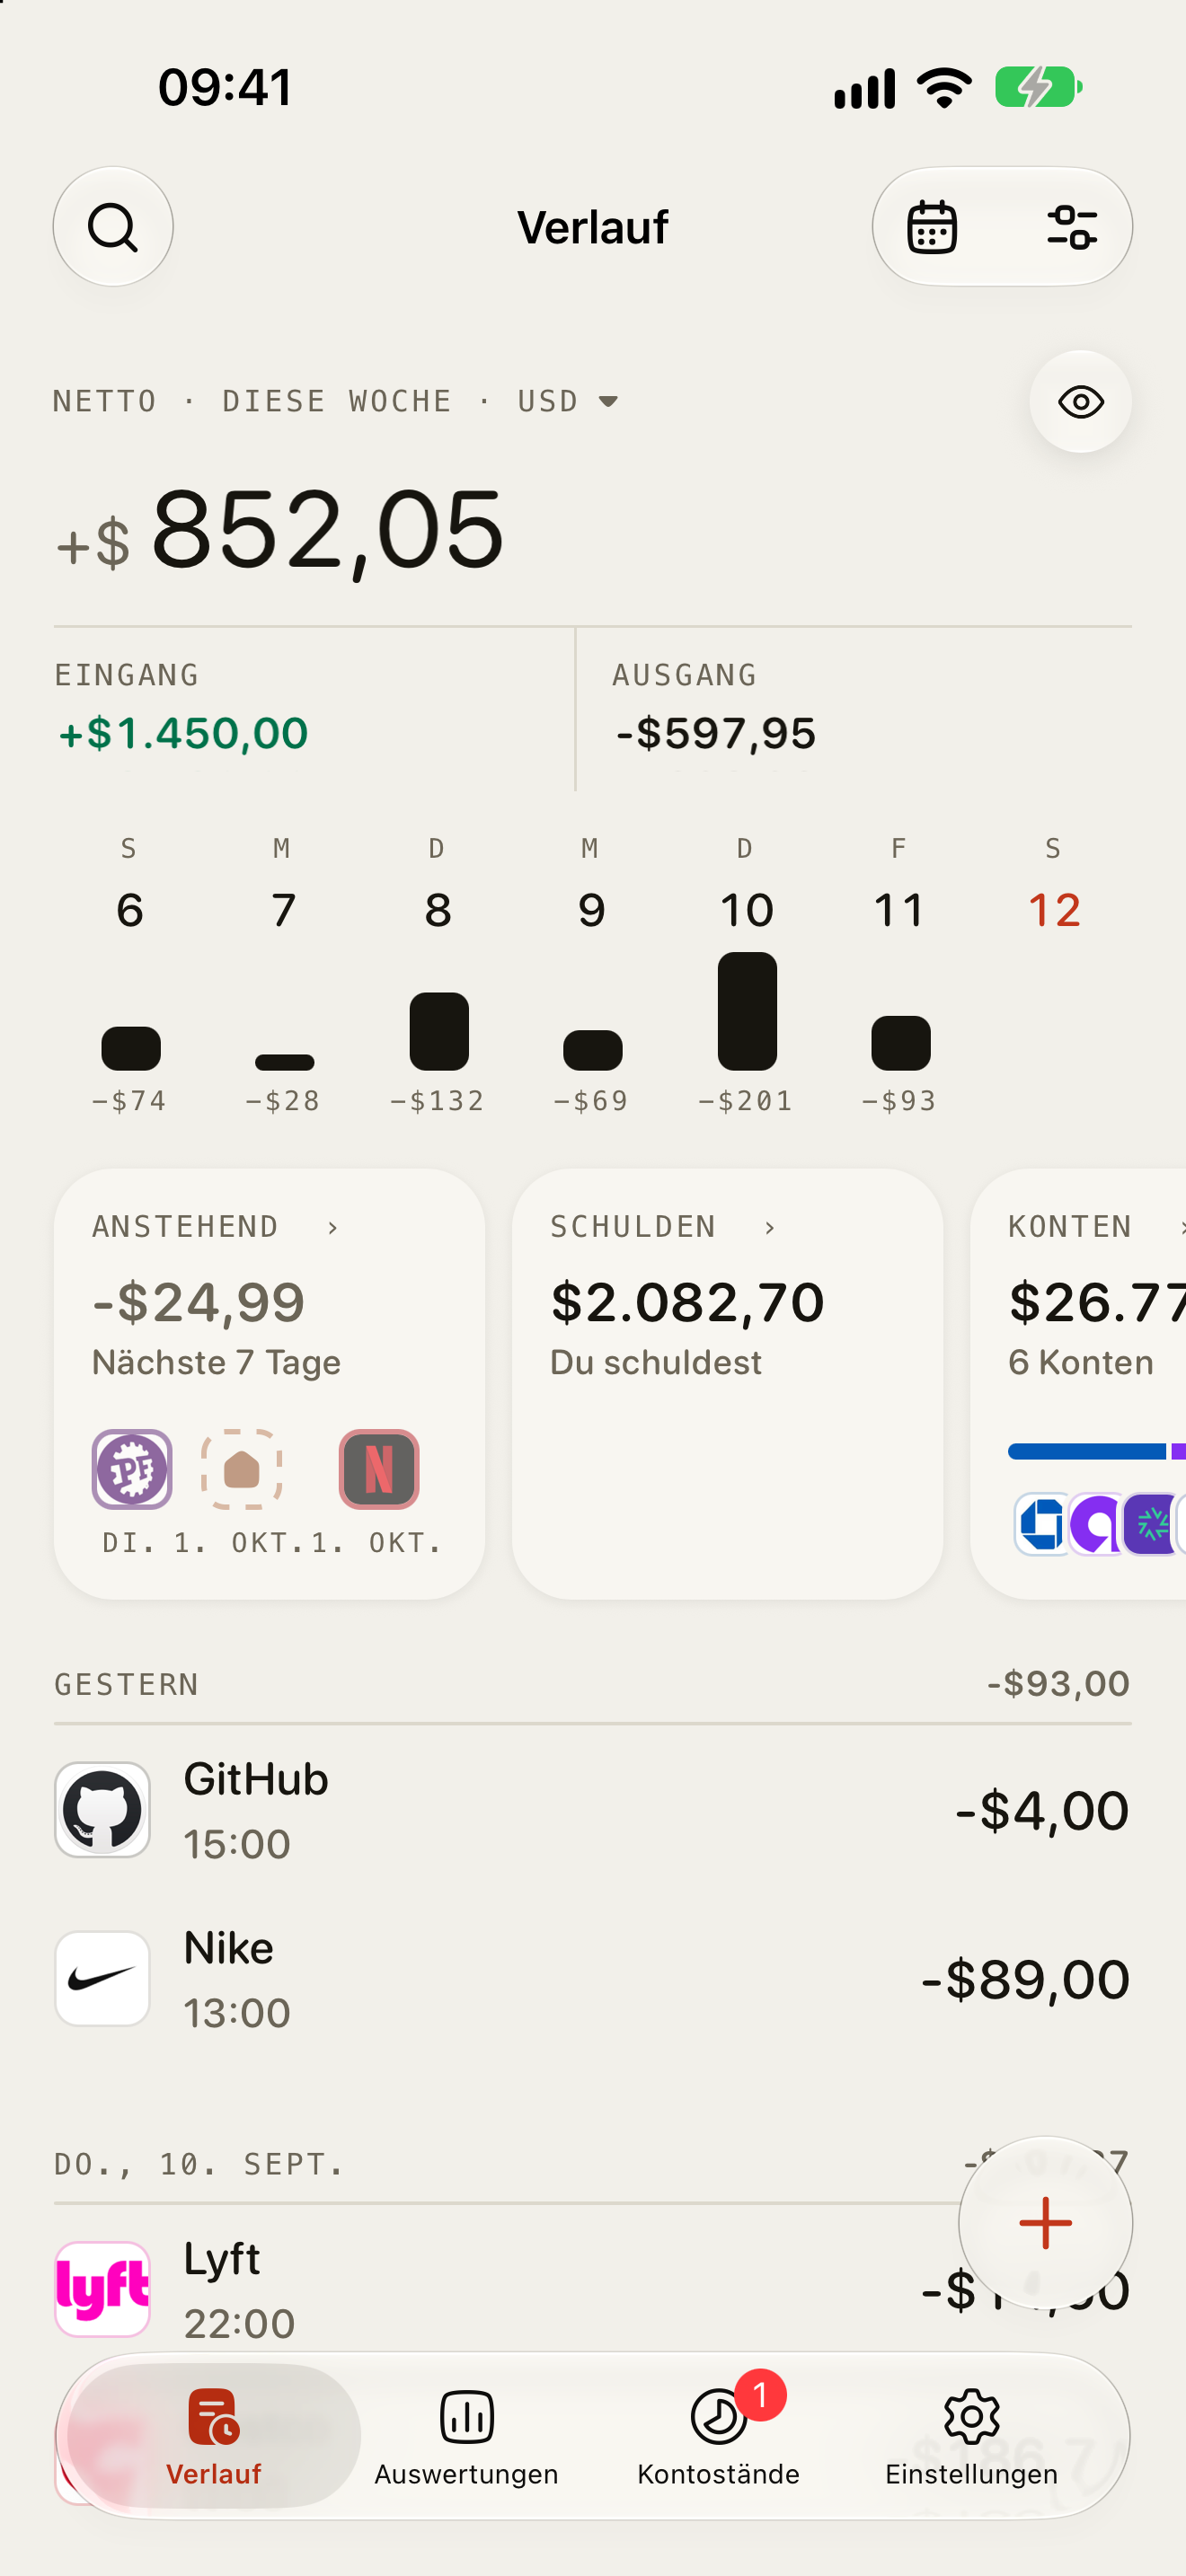 09:41
Verlauf
NETTO · DIESE WOCHE · USD
+$ 852,05
EINGANG
AUSGANG
+$1.450,00
-$597,95
S M D M D F S
6 7 8 9 10 11 12
-$74 -$28 -$132 -$69 -$201 -$93
ANSTEHEND ›
-$24,99
Nächste 7 Tage
DI. 1. OKT. 1. OKT.
SCHULDEN ›
$2.082,70
Du schuldest
KONTEN ›
$26.77
6 Konten
GESTERN -$93,00
GitHub
15:00
-$4,00
Nike
13:00
-$89,00
DO., 10. SEPT.
lyft
Lyft
22:00
1
Verlauf
Auswertungen
Kontostände
Einstellungen